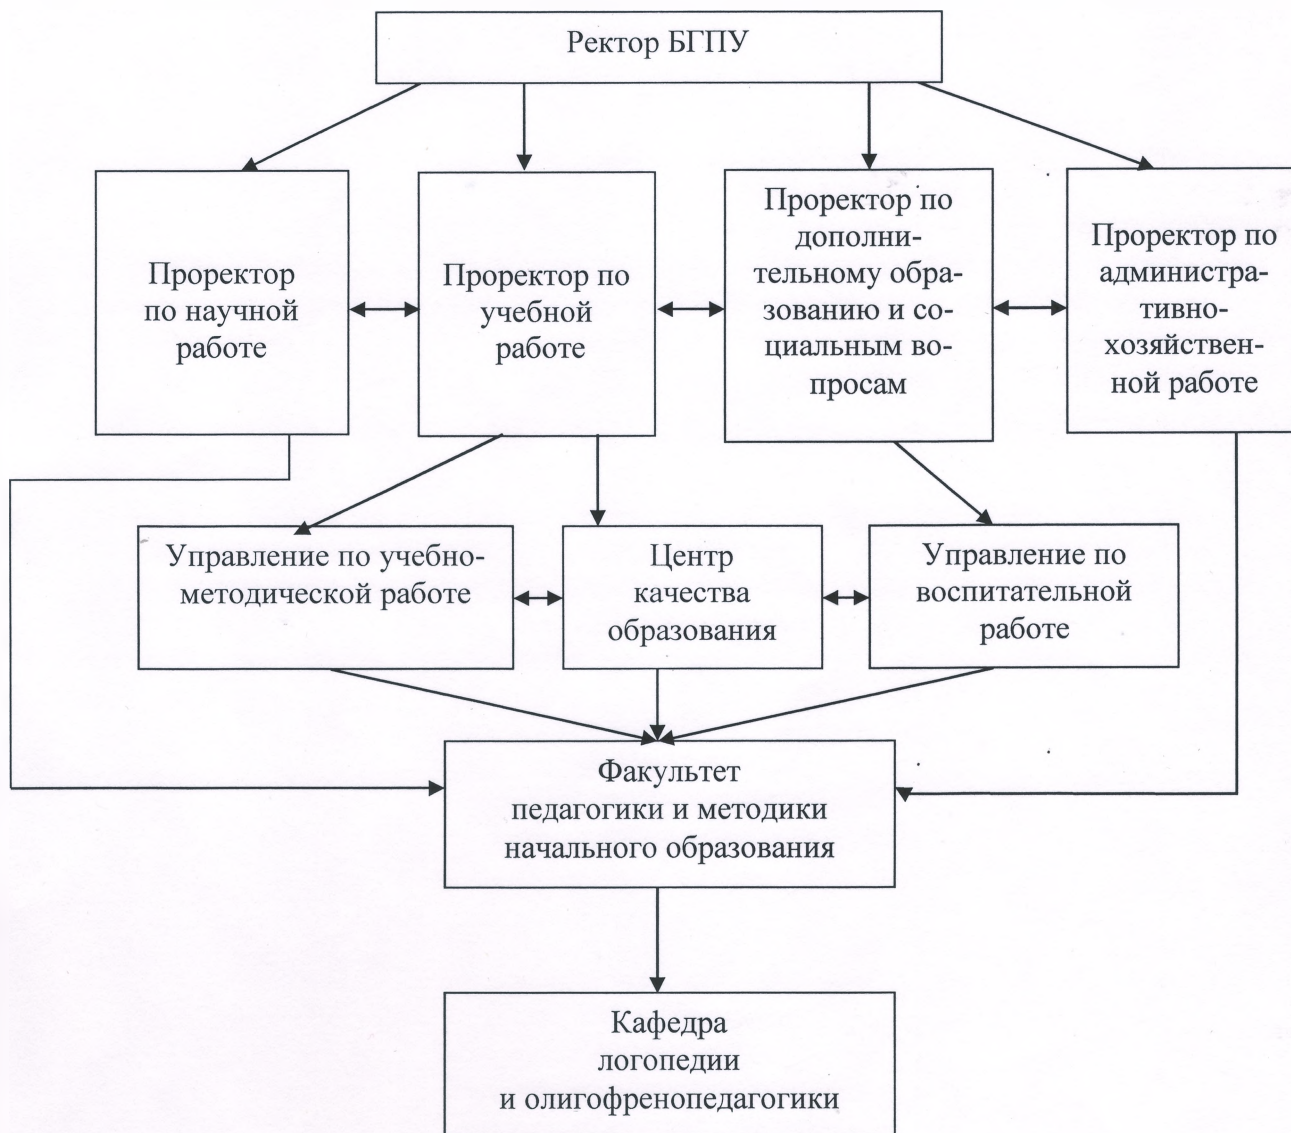 Ректор БГПУ
Проректор
по научной
работе
Проректор по
учебной
работе
Проректор по
дополни-
тельному обра-
зованию и со-
циальным во-
просам
Проректор по
администра-
тивно-
хозяйствен-
ной работе
Управление по учебно-
методической работе
Центр
качества
образования
Управление по
воспитательной
работе
Факультет
педагогики и методики
начального образования
Кафедра
логопедии
и олигофренопедагогики